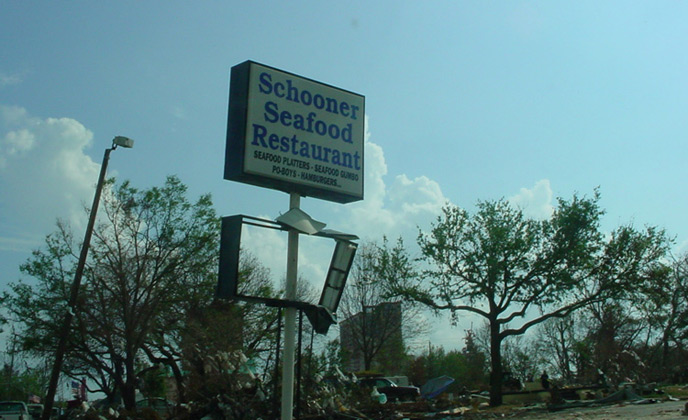 Schooner
Seafood
Restaurant
SEAFOOD PLATTERS - SEAFOOD GUMBO
PO-BOYS - HAMBURGERS...